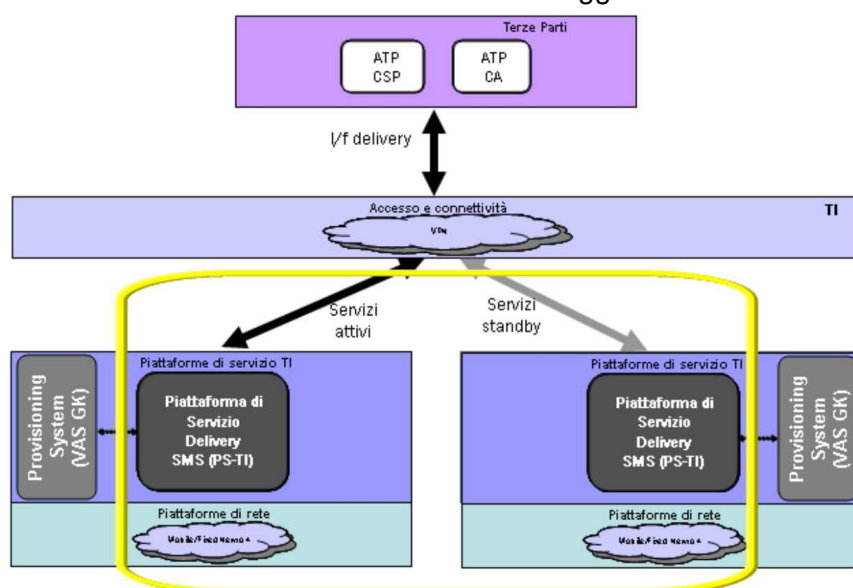 Terze Parti
ATP
CSP
ATP
CA
I/f delivery
Accesso e connettività
TI
Servizi
attivi
Servizi
standby
Piattaforme di servizio TI
Provisioning
System
(VAS GK)
Piattaforma di
Servizio
Delivery
SMS (PS-TI)
Piattaforme di rete
Piattaforme di servizio TI
Piattaforma di
Servizio
Delivery
SMS (PS-TI)
Provisioning
System
(VAS GK)
Piattaforme di rete